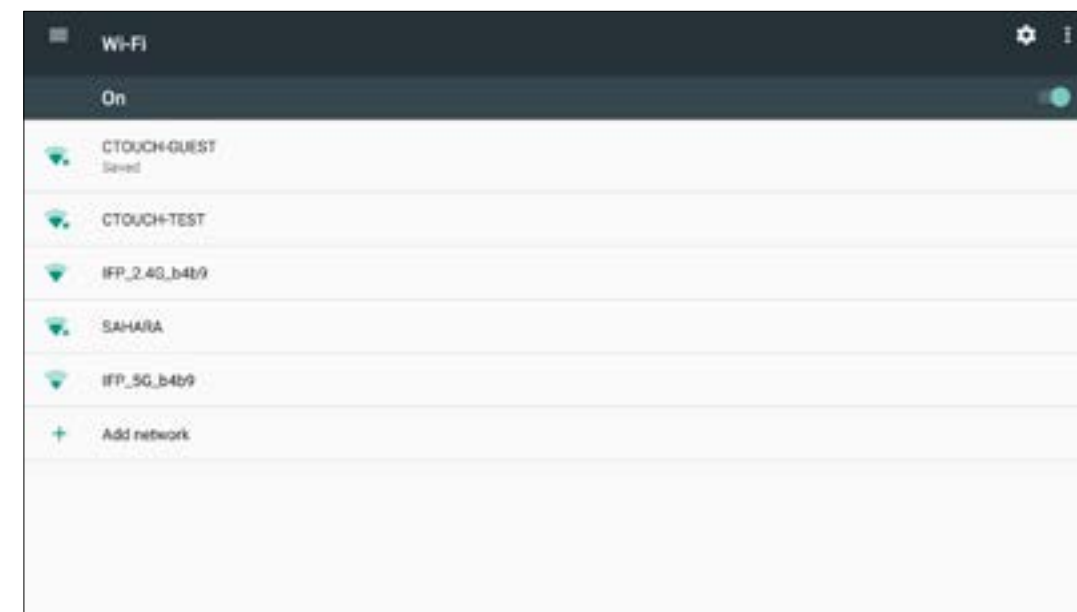 Wi-Fi
On
CTOUCH-GUEST
Saved
CTOUCH-TEST
IFP_2.4G_b4b9
SAHARA
IFP_5G_b4b9
Add network